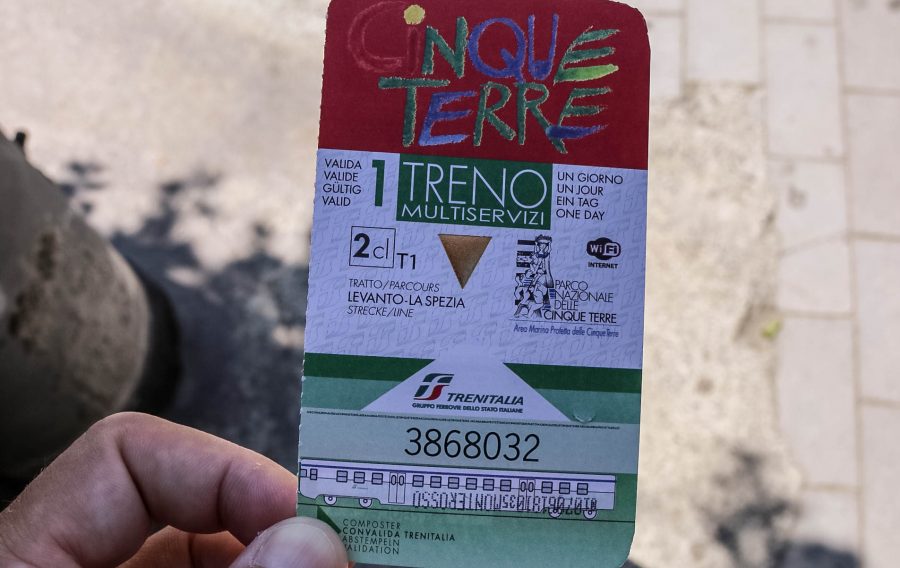 CiNQUE
TERRE
VALIDA
VALIDE
GÜLTIG
VALID
1
TRENO
MULTISERVIZI
UN GIORNO
UN JOUR
EIN TAG
ONE DAY
2cl
T1
WiFi
INTERNET
TRATTO/PARCOURS
LEVANTO-LA SPEZIA
STRECKE/LINE
PARCO
NAZIONALE
DELLE
CINQUE TERRE
Area Marina Protetta delle Cinque Terre
TRENITALIA
GRUPPO FERROVIE DELLO STATO ITALIANE
3868032
MONTEROSSO
COMPOSTER
CONVALIDA TRENITALIA
ABSTEMPELN
VALIDATION